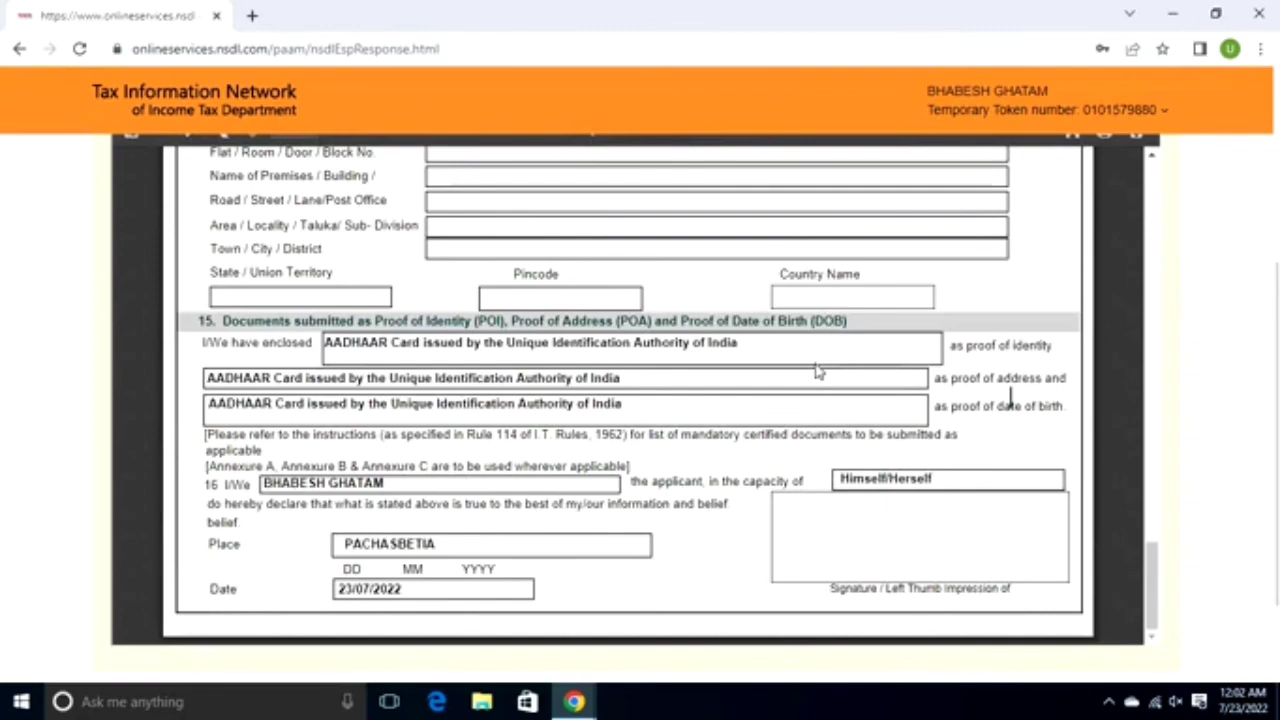 https://www.onlineservices.nsdl
onlineservices.nsdl.com/paam/nsdlEspResponse.html
U
Tax Information Network
of Income Tax Department
BHABESH GHATAM
Temporary Token number: 0101579880
Flat / Room / Door / Block No.
Name of Premises / Building /
Road / Street / Lane/Post Office
Area / Locality / Taluka/ Sub- Division
Town / City / District
State / Union Territory Pincode Country Name
15. Documents submitted as Proof of Identity (POI), Proof of Address (POA) and Proof of Date of Birth (DOB)
I/We have enclosed AADHAAR Card issued by the Unique Identification Authority of India as proof of identity
AADHAAR Card issued by the Unique Identification Authority of India as proof of address and
AADHAAR Card issued by the Unique Identification Authority of India as proof of date of birth.
[Please refer to the instructions (as specified in Rule 114 of I.T. Rules, 1962) for list of mandatory certified documents to be submitted as
applicable
[Annexure A, Annexure B & Annexure C are to be used wherever applicable]
16 I/We BHABESH GHATAM the applicant, in the capacity of Himself/Herself
do hereby declare that what is stated above is true to the best of my/our information and belief
belief.
Place PACHASBETIA
DD MM YYYY
Date 23/07/2022
Signature / Left Thumb Impression of
Ask me anything
12:02 AM
7/23/2022